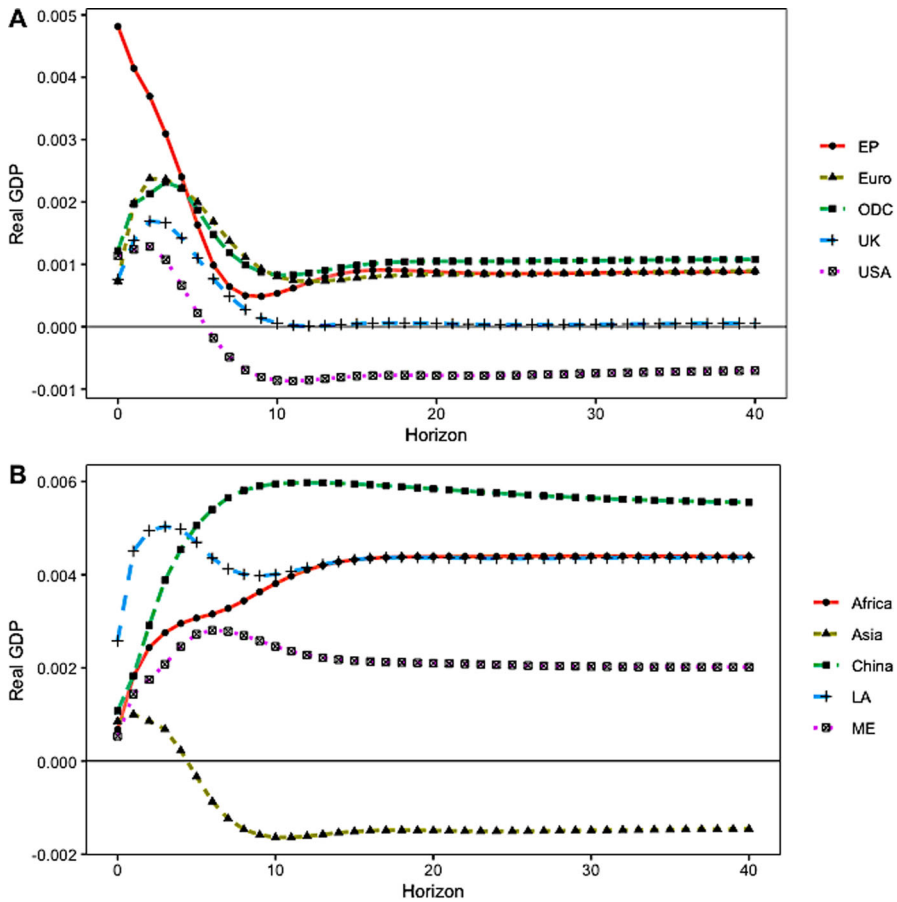 A
0.005
0.004
0.003
0.002
0.001
0.000
-0.001
Real GDP
0
10
20
30
40
Horizon
EP
Euro
ODC
UK
USA
B
0.006
0.004
0.002
0.000
-0.002
Real GDP
0
10
20
30
40
Horizon
Africa
Asia
China
LA
ME